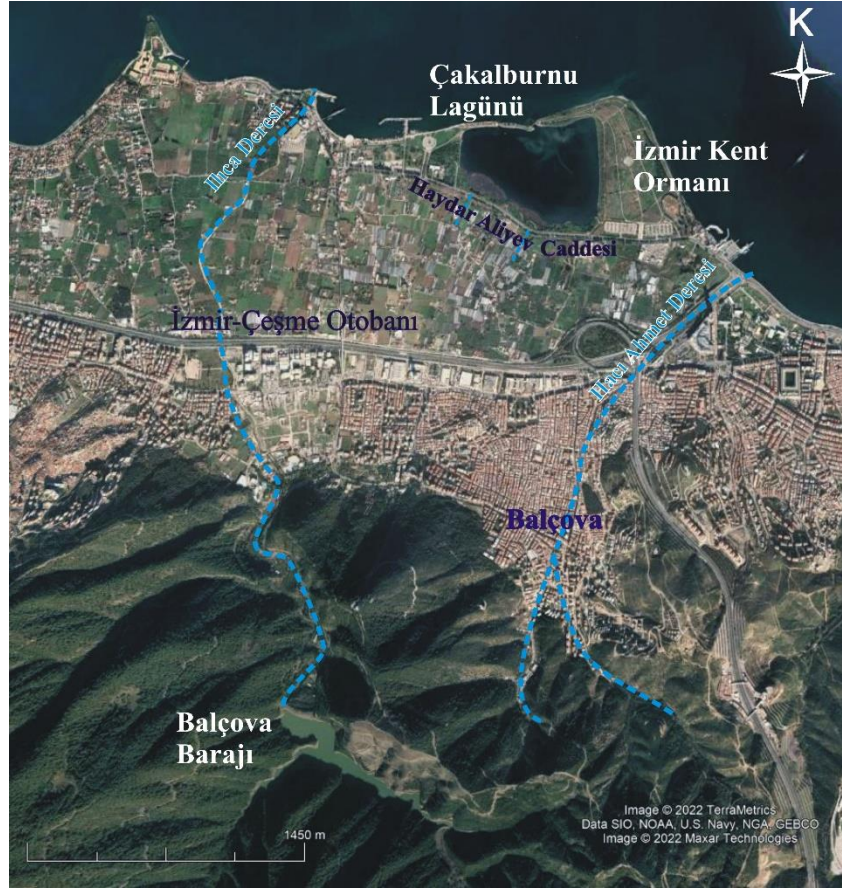 K
Çakalburnu
Lagünü
İzmir Kent
Ormanı
Ilıca Deresi
Haydar Aliyev Caddesi
Hacı Ahmet Deresi
İzmir-Çeşme Otobanı
Balçova
Balçova
Barajı
1450 m
Image © 2022 TerraMetrics
Data SIO, NOAA, U.S. Navy, NGA, GEBCO
Image © 2022 Maxar Technologies